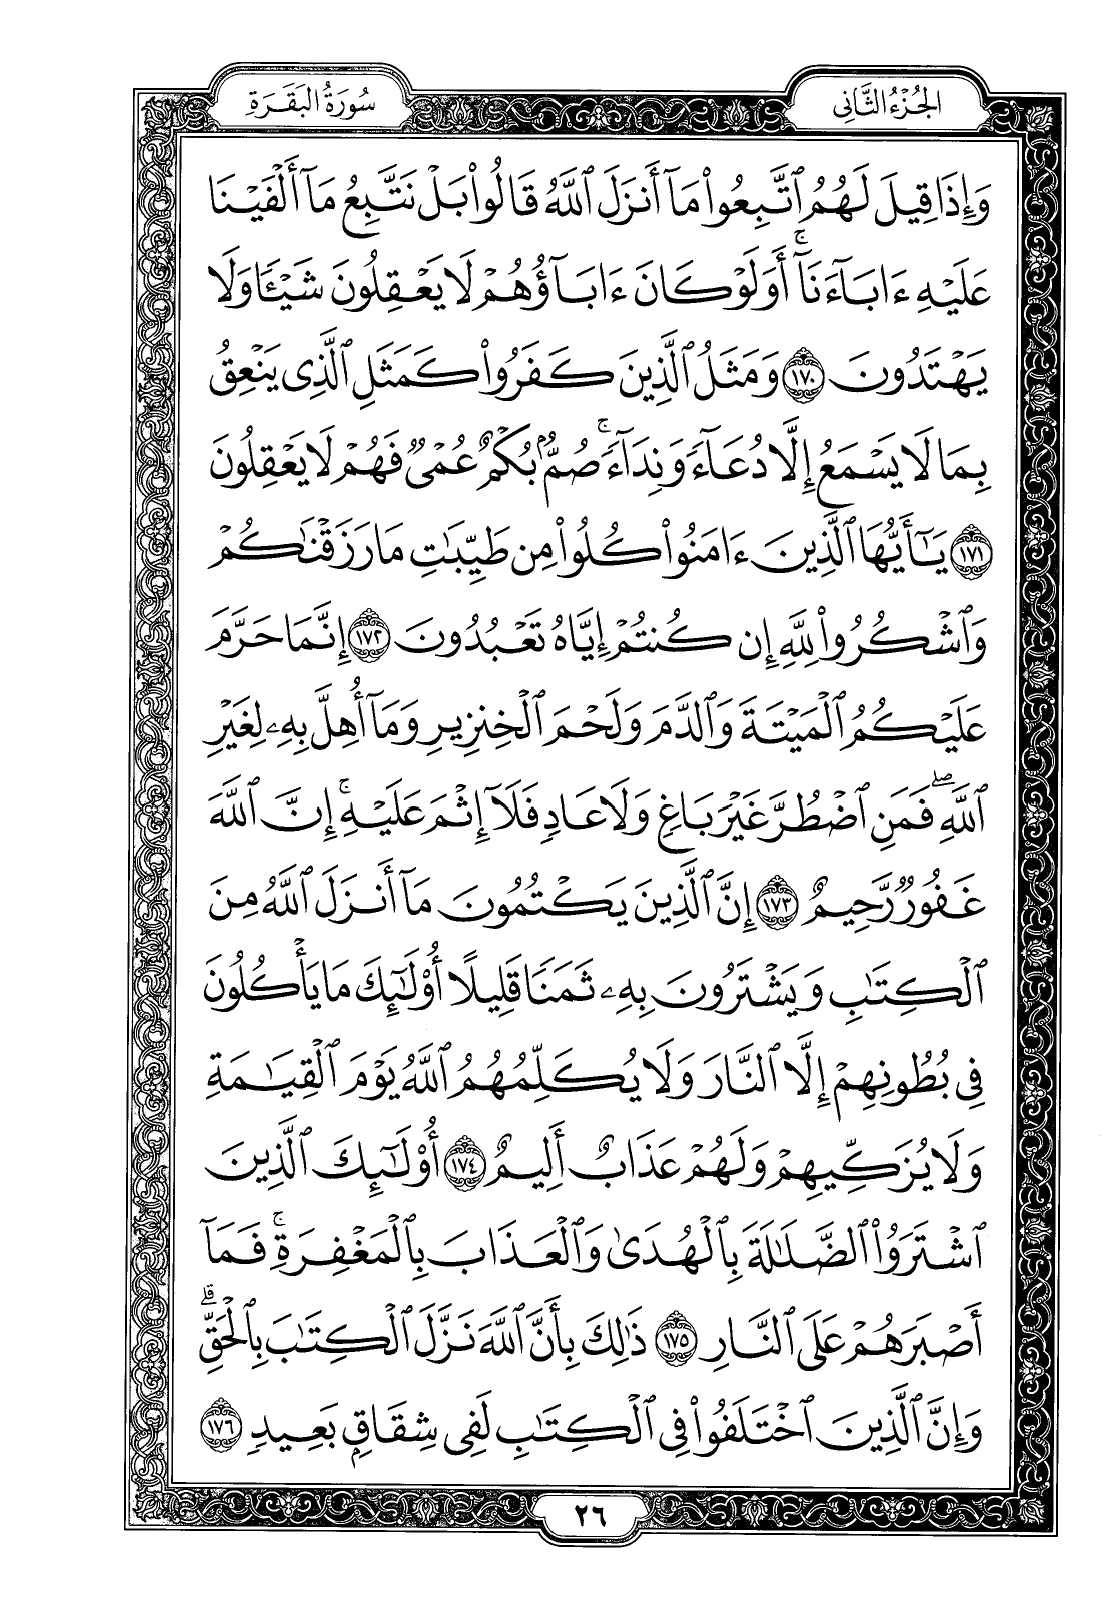 الجُزْءُ الثَّانِي
سُورَةُ البَقَرَةِ
وَإِذَا قِيلَ لَهُمُ ٱتَّبِعُوا۟ مَآ أَنزَلَ ٱللَّهُ قَالُوا۟ بَلْ نَتَّبِعُ مَآ أَلْفَيْنَا
عَلَيْهِ ءَابَآءَنَآ ۚ أَوَلَوْ كَانَ ءَابَآؤُهُمْ لَا يَعْقِلُونَ شَيْـًٔا وَلَا
يَهْتَدُونَ ١٧٠ وَمَثَلُ ٱلَّذِينَ كَفَرُوا۟ كَمَثَلِ ٱلَّذِى يَنْعِقُ
بِمَا لَا يَسْمَعُ إِلَّا دُعَآءً وَنِدَآءً ۚ صُمٌّۢ بُكْمٌ عُمْىٌ فَهُمْ لَا يَعْقِلُونَ
١٧١ يَـٰٓأَيُّهَا ٱلَّذِينَ ءَامَنُوا۟ كُلُوا۟ مِن طَيِّبَـٰتِ مَا رَزَقْنَـٰكُمْ
وَٱشْكُرُوا۟ لِلَّهِ إِن كُنتُمْ إِيَّاهُ تَعْبُدُونَ ١٧٢ إِنَّمَا حَرَّمَ
عَلَيْكُمُ ٱلْمَيْتَةَ وَٱلدَّمَ وَلَحْمَ ٱلْخِنزِيرِ وَمَآ أُهِلَّ بِهِۦ لِغَيْرِ
ٱللَّهِ ۖ فَمَنِ ٱضْطُرَّ غَيْرَ بَاغٍ وَلَا عَادٍ فَلَآ إِثْمَ عَلَيْهِ ۚ إِنَّ ٱللَّهَ
غَفُورٌ رَّحِيمٌ ١٧٣ إِنَّ ٱلَّذِينَ يَكْتُمُونَ مَآ أَنزَلَ ٱللَّهُ مِنَ
ٱلْكِتَـٰبِ وَيَشْتَرُونَ بِهِۦ ثَمَنًا قَلِيلًا أُو۟لَـٰٓئِكَ مَا يَأْكُلُونَ
فِى بُطُونِهِمْ إِلَّا ٱلنَّارَ وَلَا يُكَلِّمُهُمُ ٱللَّهُ يَوْمَ ٱلْقِيَـٰمَةِ
وَلَا يُزَكِّيهِمْ وَلَهُمْ عَذَابٌ أَلِيمٌ ١٧٤ أُو۟لَـٰٓئِكَ ٱلَّذِينَ
ٱشْتَرَوُا۟ ٱلضَّلَـٰلَةَ بِٱلْهُدَىٰ وَٱلْعَذَابَ بِٱلْمَغْفِرَةِ ۚ فَمَآ
أَصْبَرَهُمْ عَلَى ٱلنَّارِ ١٧٥ ذَٰلِكَ بِأَنَّ ٱللَّهَ نَزَّلَ ٱلْكِتَـٰبَ بِٱلْحَقِّ ۗ
وَإِنَّ ٱلَّذِينَ ٱخْتَلَفُوا۟ فِى ٱلْكِتَـٰبِ لَفِى شِقَاقٍۭ بَعِيدٍ ١٧٦
٢٦